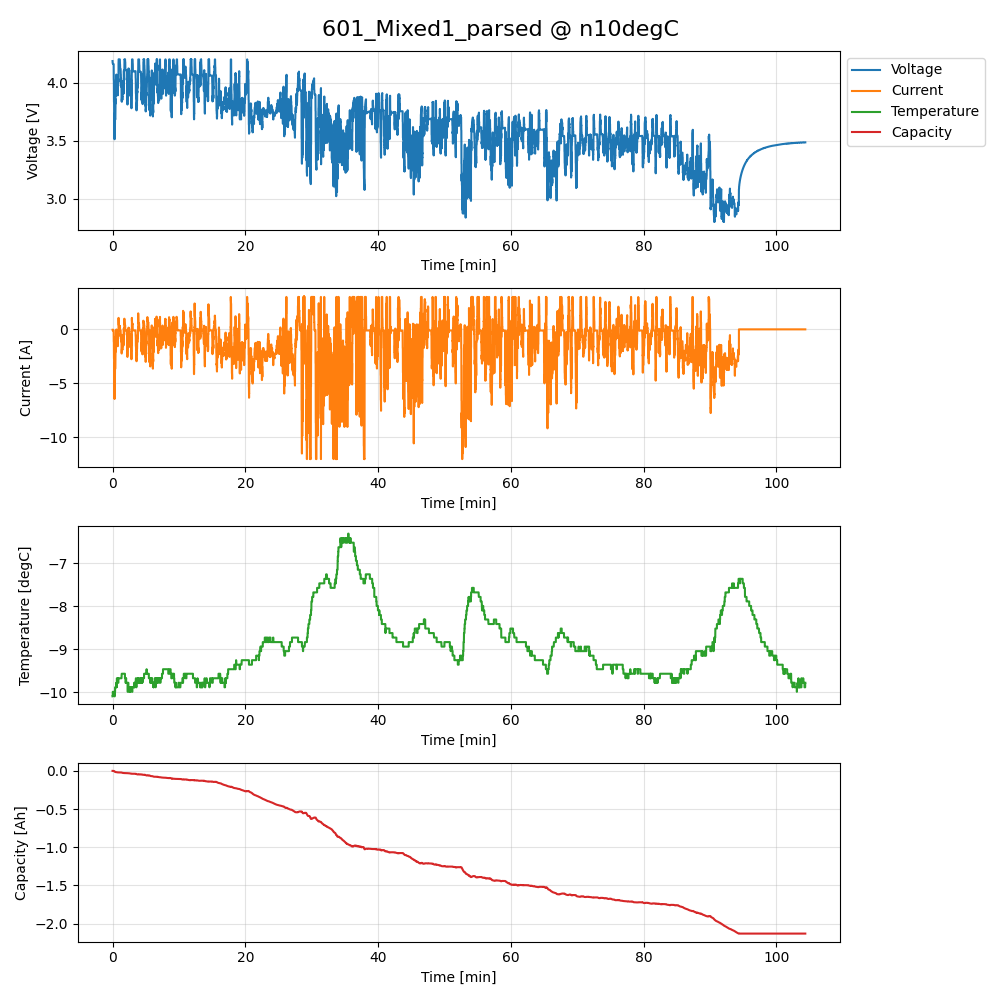 601_Mixed1_parsed @ n10degC
Voltage
Current
Temperature
Capacity
Voltage [V]
4.0
3.5
3.0
0 20 40 60 80 100
Time [min]
Current [A]
0
−5
−10
0 20 40 60 80 100
Time [min]
Temperature [degC]
−7
−8
−9
−10
0 20 40 60 80 100
Time [min]
Capacity [Ah]
0.0
−0.5
−1.0
−1.5
−2.0
0 20 40 60 80 100
Time [min]